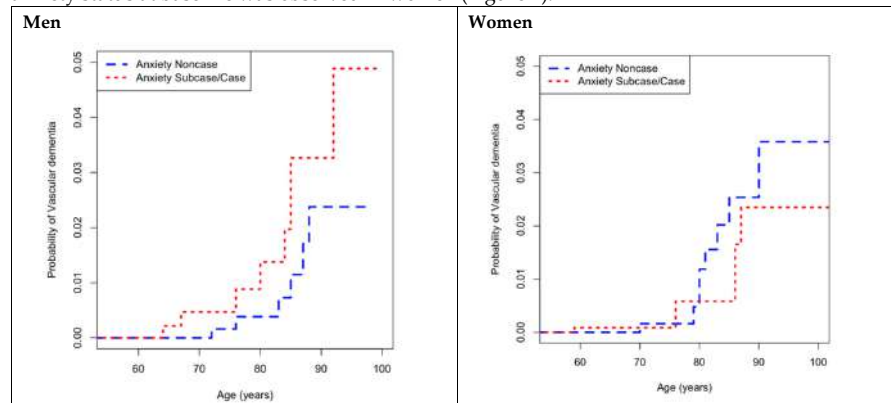 Men
Women
Anxiety Noncase
Anxiety Subcase/Case
Probability of Vascular dementia
0.05
0.04
0.03
0.02
0.01
0.00
60 70 80 90 100
Age (years)
Anxiety Noncase
Anxiety Subcase/Case
Probability of Vascular dementia
0.05
0.04
0.03
0.02
0.01
0.00
60 70 80 90 100
Age (years)